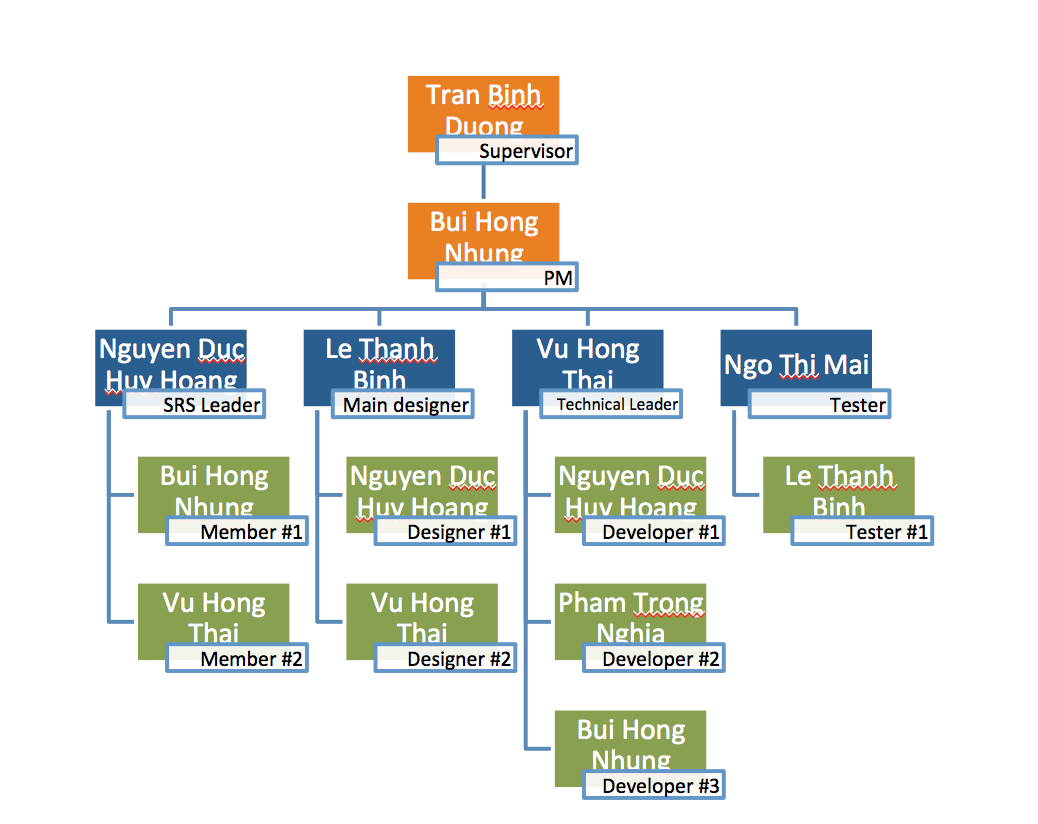 Tran Binh
Duong
Supervisor
Bui Hong
Nhung
PM
Nguyen Duc
Huy Hoang
SRS Leader
Le Thanh
Binh
Main designer
Vu Hong
Thai
Technical Leader
Ngo Thi Mai
Tester
Bui Hong
Nhung
Member #1
Nguyen Duc
Huy Hoang
Designer #1
Nguyen Duc
Huy Hoang
Developer #1
Le Thanh
Binh
Tester #1
Vu Hong
Thai
Member #2
Vu Hong
Thai
Designer #2
Pham Trong
Nghia
Developer #2
Bui Hong
Nhung
Developer #3